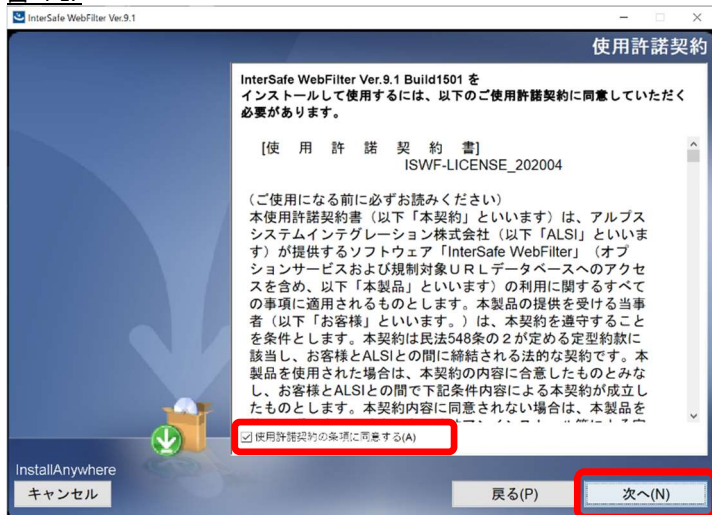 InterSafe WebFilter Ver.9.1
使用許諾契約
InterSafe WebFilter Ver.9.1 Build1501 を
インストールして使用するには、以下のご使用許諾契約に同意していただく
必要があります。
[使 用 許 諾 契 約 書]
ISWF-LICENSE_202004
(ご使用になる前に必ずお読みください)
本使用許諾契約書(以下「本契約」といいます)は、アルプス
システムインテグレーション株式会社(以下「ALSI」といいま
す)が提供するソフトウェア「InterSafe WebFilter」(オプ
ションサービスおよび規制対象URLデータベースへのアクセ
スを含め、以下「本製品」といいます)の利用に関するすべて
の事項に適用されるものとします。本製品の提供を受ける当事
者(以下「お客様」といいます。)は、本契約を遵守すること
を条件とします。本契約は民法548条の2が定める定型約款に
該当し、お客様とALSIとの間に締結される法的な契約です。本
製品を使用された場合は、本契約の内容に合意したものとみな
し、お客様とALSIとの間で下記条件内容による本契約が成立し
たものとします。本契約内容に同意されない場合は、本製品を
使用許諾契約の条項に同意する(A)
InstallAnywhere
キャンセル
戻る(P)
次へ(N)